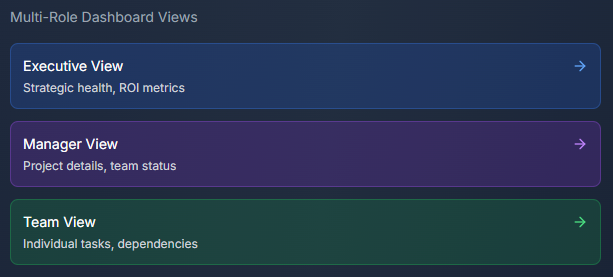 Multi-Role Dashboard Views
Executive View
Strategic health, ROI metrics
Manager View
Project details, team status
Team View
Individual tasks, dependencies